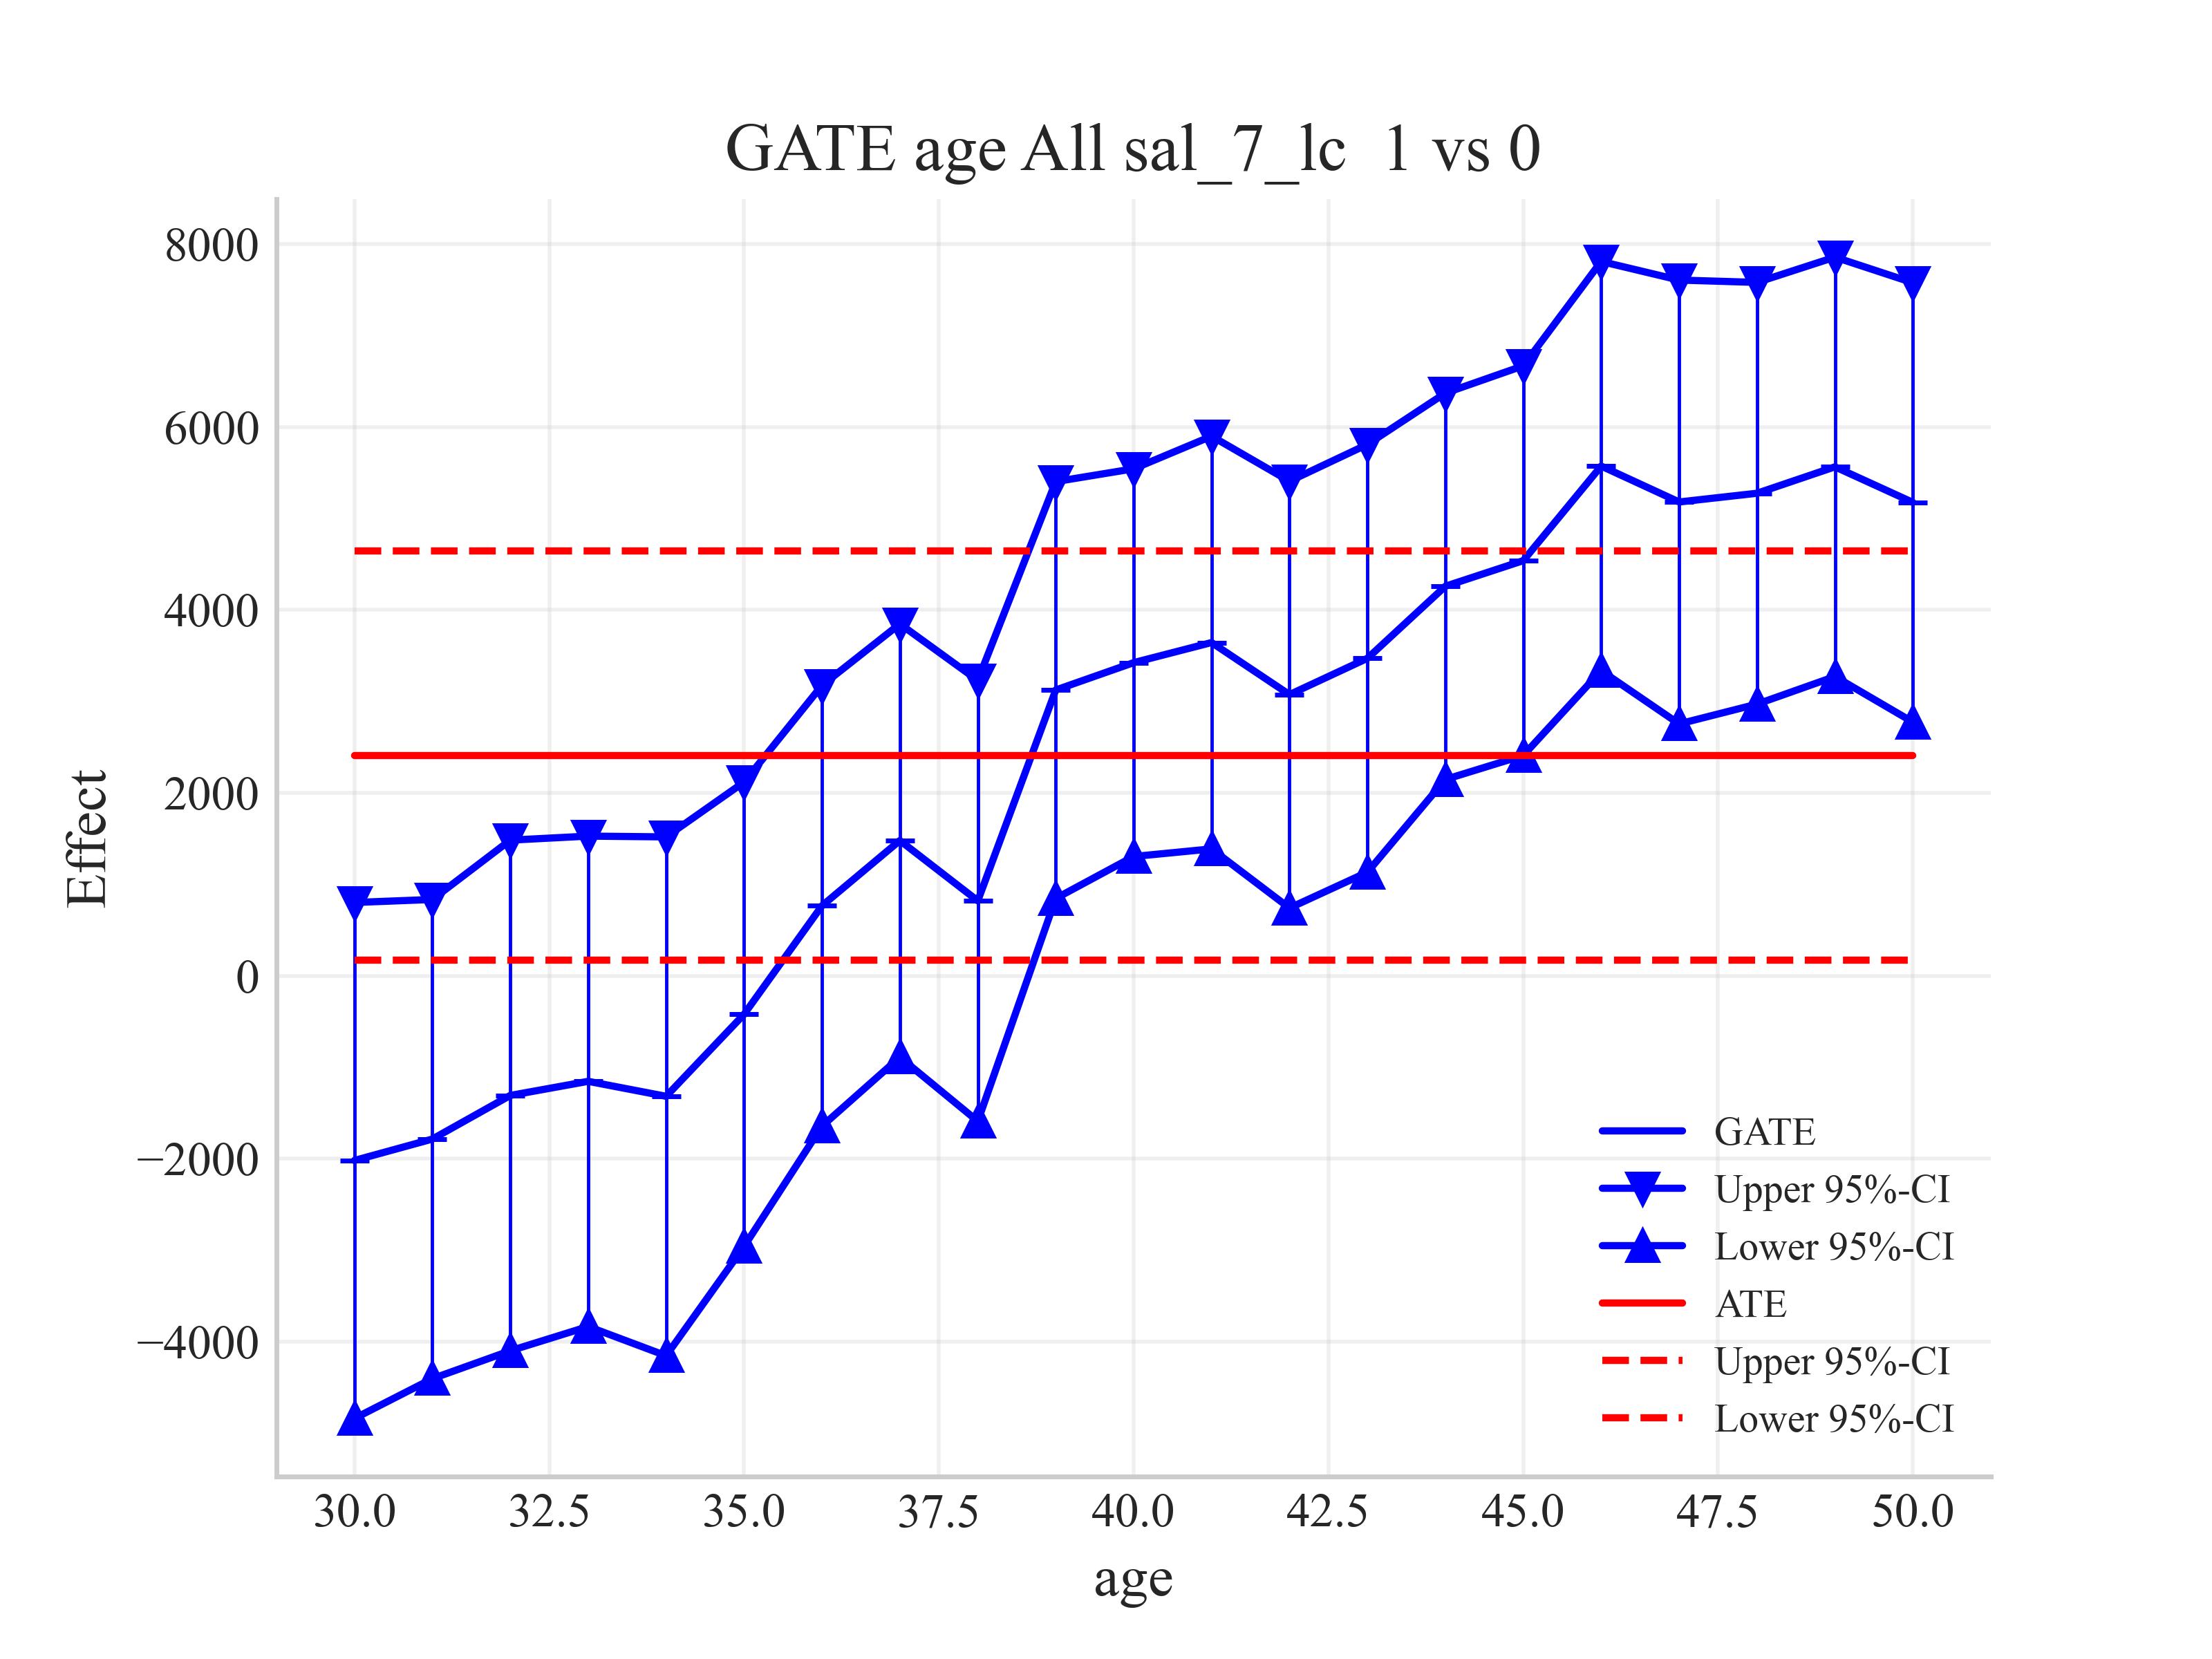 GATE age All sal_7_lc  1 vs 0
8000
6000
4000
2000
0
−2000
−4000
Effect
GATE
Upper 95%-CI
Lower 95%-CI
ATE
Upper 95%-CI
Lower 95%-CI
30.0 32.5 35.0 37.5 40.0 42.5 45.0 47.5 50.0
age